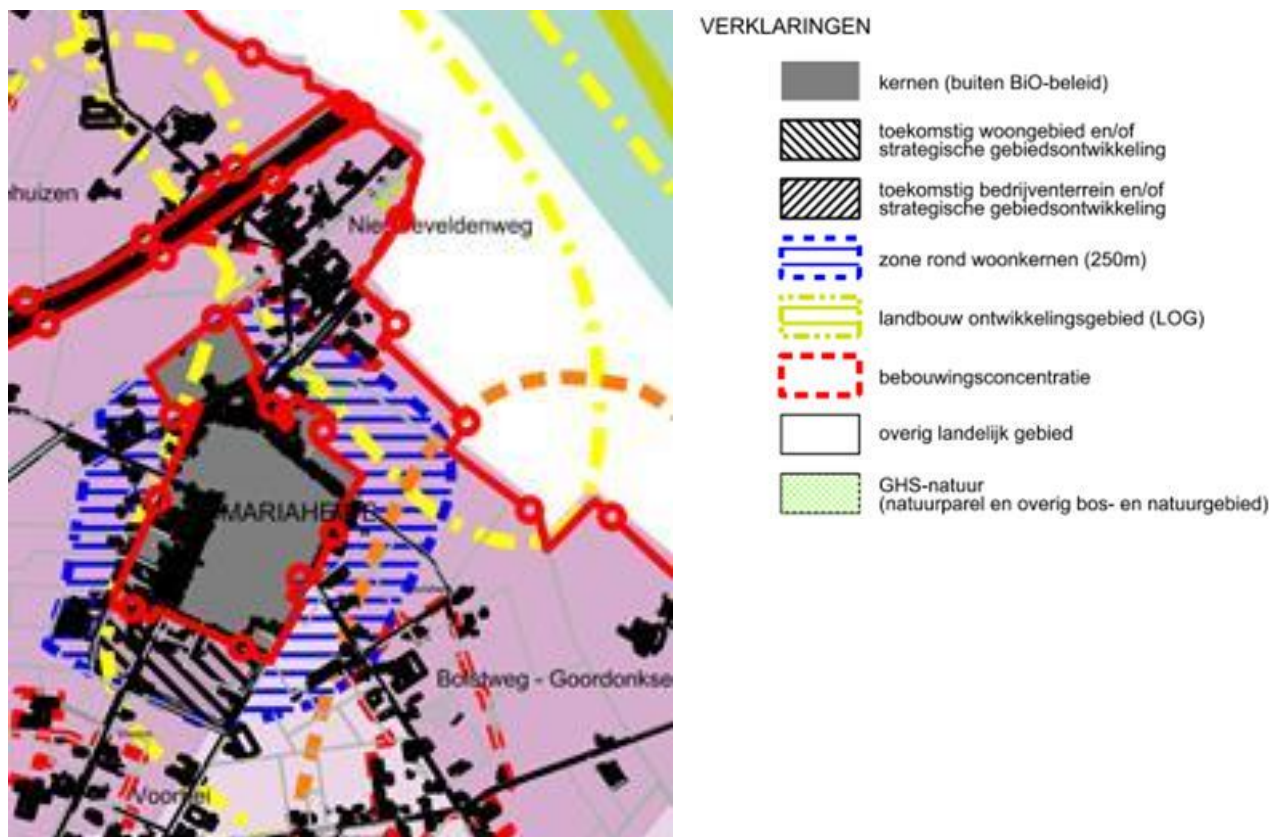 ehuizen
Nieuweveldenweg
MARIAHEIDE
Bolstweg - Goordonkse
Voorbei
VERKLARINGEN
kernen (buiten BiO-beleid)
toekomstig woongebied en/of
strategische gebiedsontwikkeling
toekomstig bedrijventerrein en/of
strategische gebiedsontwikkeling
zone rond woonkernen (250m)
landbouw ontwikkelingsgebied (LOG)
bebouwingsconcentratie
overig landelijk gebied
GHS-natuur
(natuurparel en overig bos- en natuurgebied)